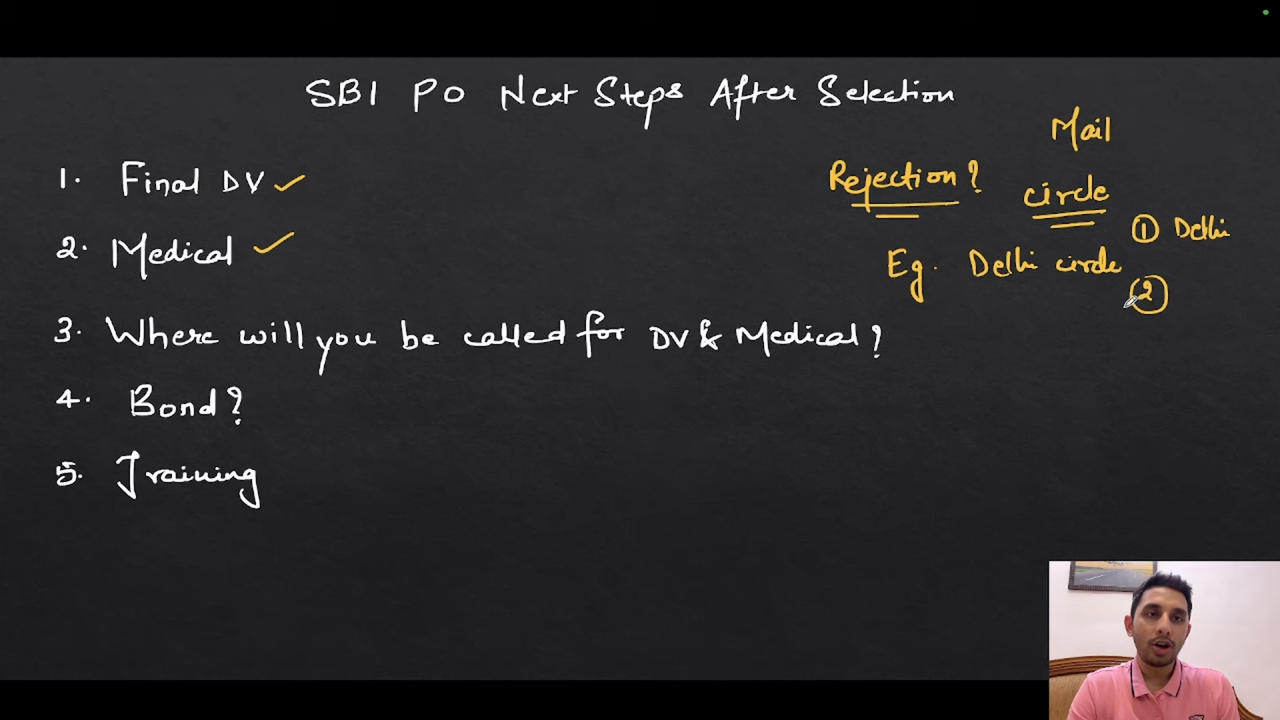 SBI PO Next Steps After Selection
1. Final DV
2. Medical
3. Where will you be called for DV & Medical?
4. Bond?
5. Training
Mail
Rejection? circle
① Delhi
Eg. Delhi circle
②